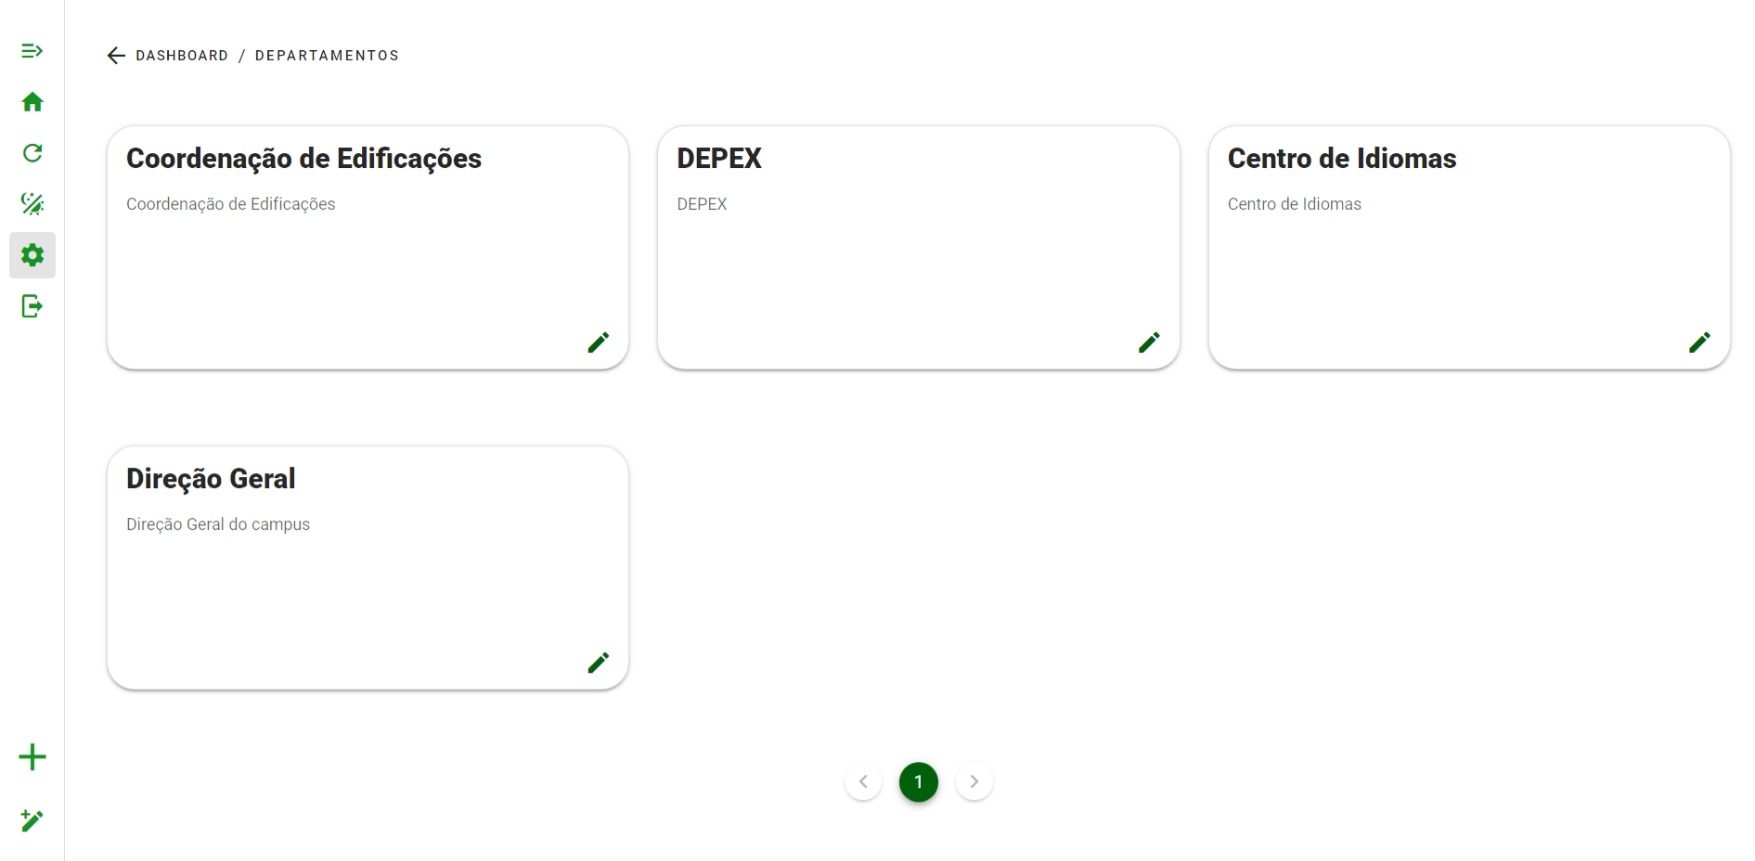 DASHBOARD / DEPARTAMENTOS
Coordenação de Edificações
Coordenação de Edificações
DEPEX
DEPEX
Centro de Idiomas
Centro de Idiomas
Direção Geral
Direção Geral do campus
1